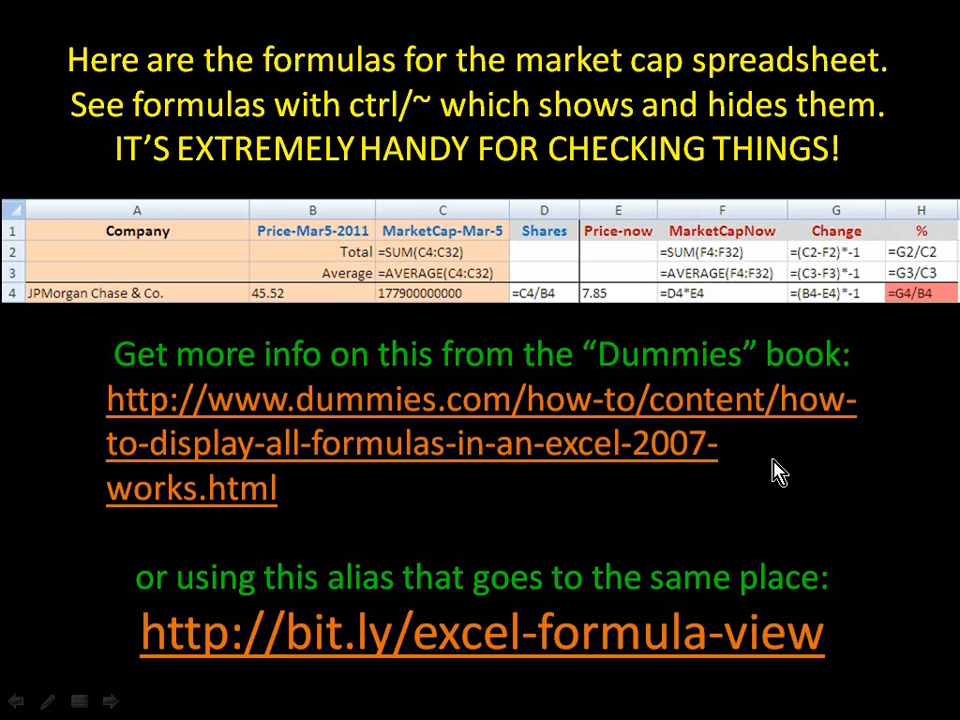 Here are the formulas for the market cap spreadsheet.
See formulas with ctrl/~ which shows and hides them.
IT’S EXTREMELY HANDY FOR CHECKING THINGS!
A B C D E F G H
1 Company Price-Mar5-2011 MarketCap-Mar-5 Shares Price-now MarketCapNow Change %
2 Total =SUM(C4:C32) =SUM(F4:F32) =(C2-F2)*-1 =G2/C2
3 Average =AVERAGE(C4:C32) =AVERAGE(F4:F32) =(C3-F3)*-1 =G3/C3
4 JPMorgan Chase & Co. 45.52 177900000000 =C4/B4 7.85 =D4*E4 =(B4-E4)*-1 =G4/B4
Get more info on this from the “Dummies” book:
http://www.dummies.com/how-to/content/how-
to-display-all-formulas-in-an-excel-2007-
works.html
or using this alias that goes to the same place:
http://bit.ly/excel-formula-view